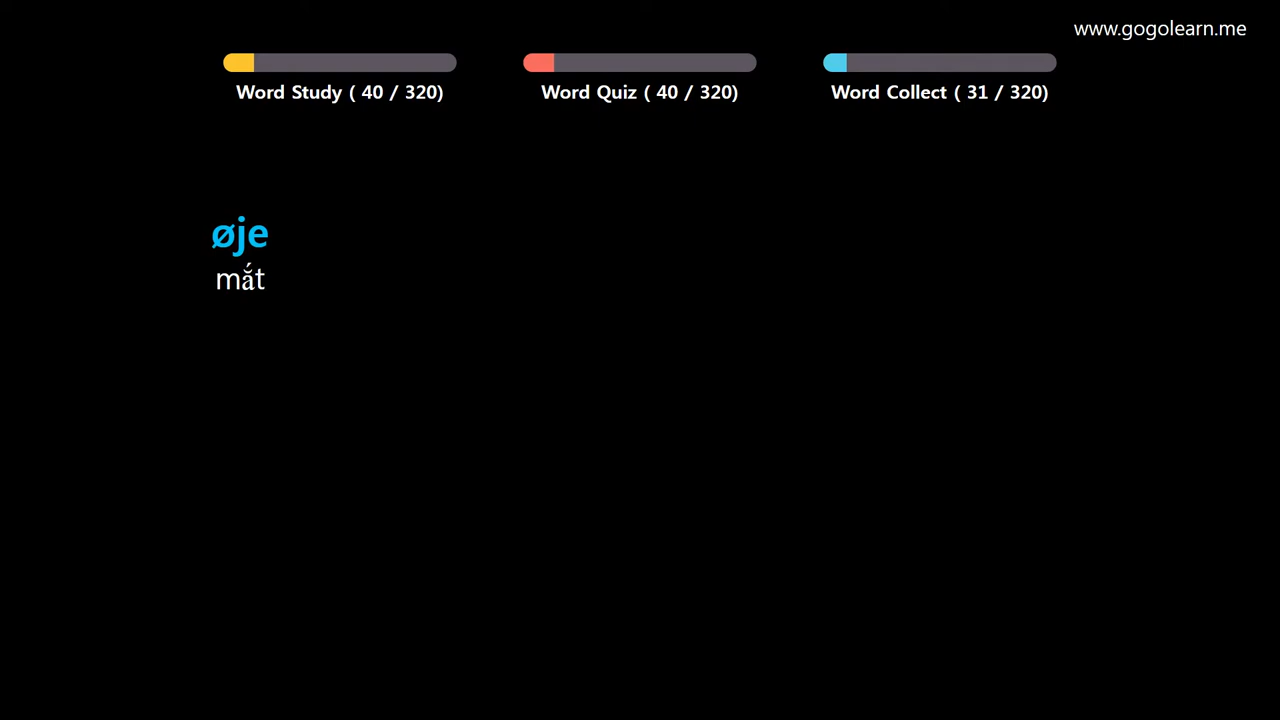 www.gogolearn.me
Word Study ( 40 / 320)
Word Quiz ( 40 / 320)
Word Collect ( 31 / 320)
øje
mắt